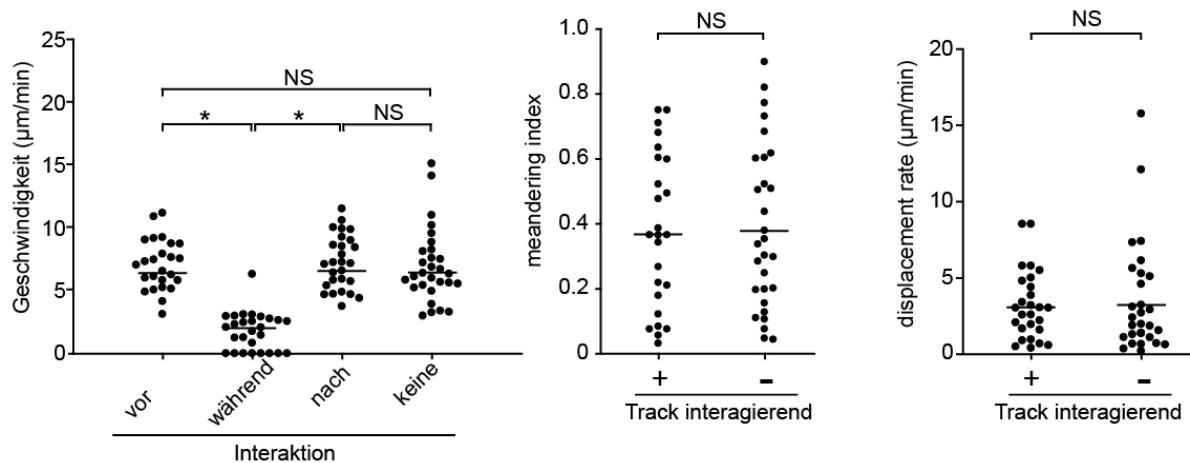 Geschwindigkeit (µm/min)
25
20
15
10
5
0
NS
*
*
NS
vor
während
nach
keine
Interaktion
meandering index
1.0
0.8
0.6
0.4
0.2
0
NS
+
-
Track interagierend
displacement rate (µm/min)
20
15
10
5
0
NS
+
-
Track interagierend